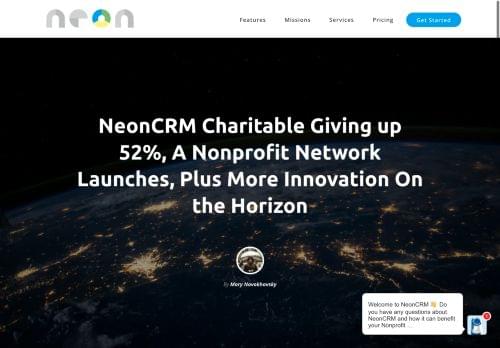 neon
Features Missions Services Pricing Get Started
NeonCRM Charitable Giving up
52%, A Nonprofit Network
Launches, Plus More Innovation On
the Horizon
By Mary Novokhovsky
Welcome to NeonCRM 👋 Do
you have any questions about
NeonCRM and how it can benefit
your Nonprofit ...
1